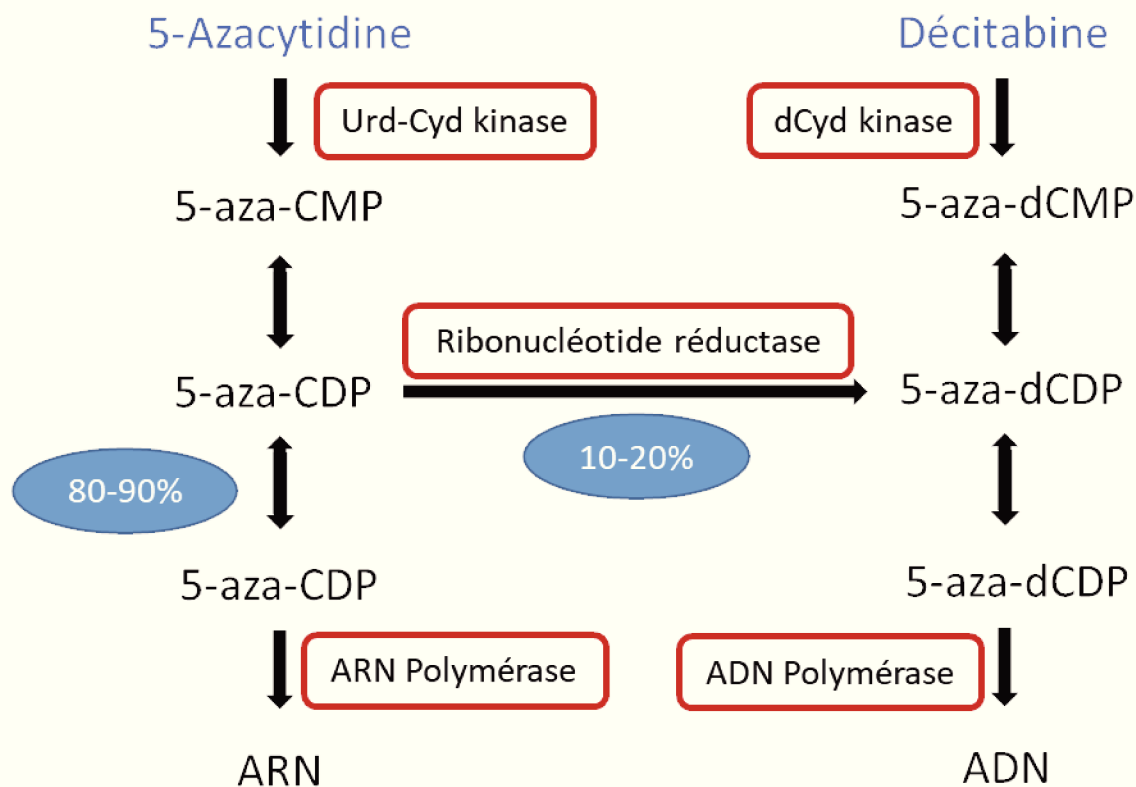 5-Azacytidine
Décitabine
Urd-Cyd kinase
dCyd kinase
5-aza-CMP
5-aza-dCMP
Ribonucléotide réductase
5-aza-CDP
5-aza-dCDP
10-20%
80-90%
5-aza-CDP
5-aza-dCDP
ARN Polymérase
ADN Polymérase
ARN
ADN